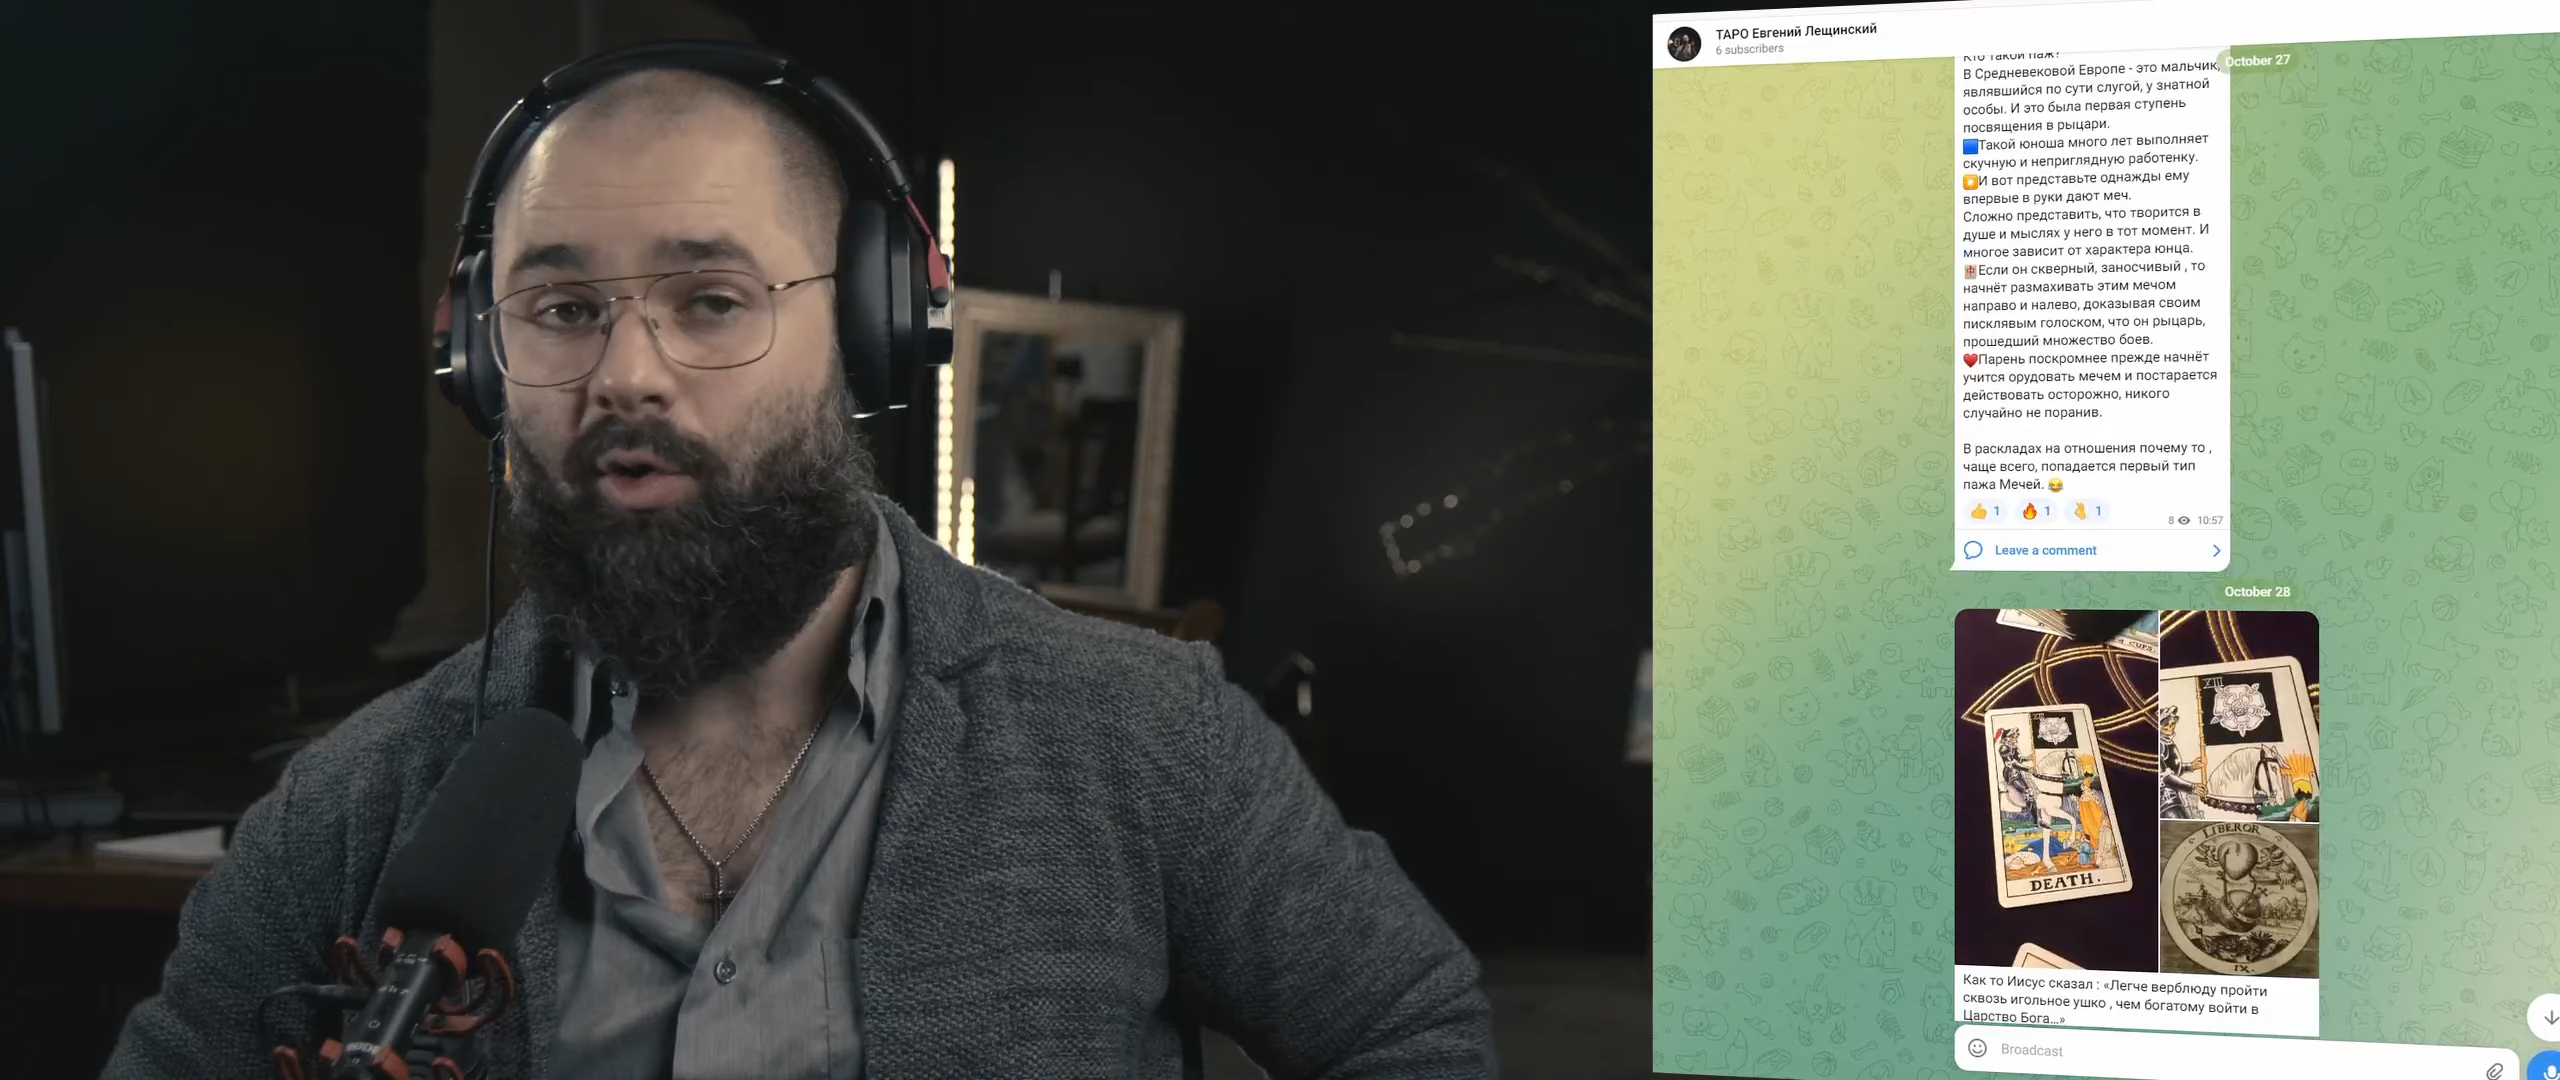 ТАРО Евгений Лещинский
6 subscribers
October 27
Кто такой паж?
В Средневековой Европе - это мальчик,
являвшийся по сути слугой, у знатной
особы. И это была первая ступень
посвящения в рыцари.
🟦Такой юноша много лет выполняет
скучную и неприглядную работенку.
И вот представьте однажды ему
впервые в руки дают меч.
Сложно представить, что творится в
душе и мыслях у него в тот момент. И
многое зависит от характера юнца.
Если он скверный, заносчивый , то
начнёт размахивать этим мечом
направо и налево, доказывая своим
писклявым голоском, что он рыцарь,
прошедший множество боев.
♥️Парень поскромнее прежде начнёт
учится орудовать мечем и постарается
действовать осторожно, никого
случайно не поранив.
В раскладах на отношения почему то ,
чаще всего, попадается первый тип
пажа Мечей. 😂
👍 1 🔥 1 👌 1
8 10:57
Leave a comment
October 28
CUPS.
XIII
DEATH.
XIII
LIBEROR
IX.
Как то Иисус сказал : «Легче верблюду пройти
сквозь игольное ушко , чем богатому войти в
Царство Бога...»
Broadcast
RODE